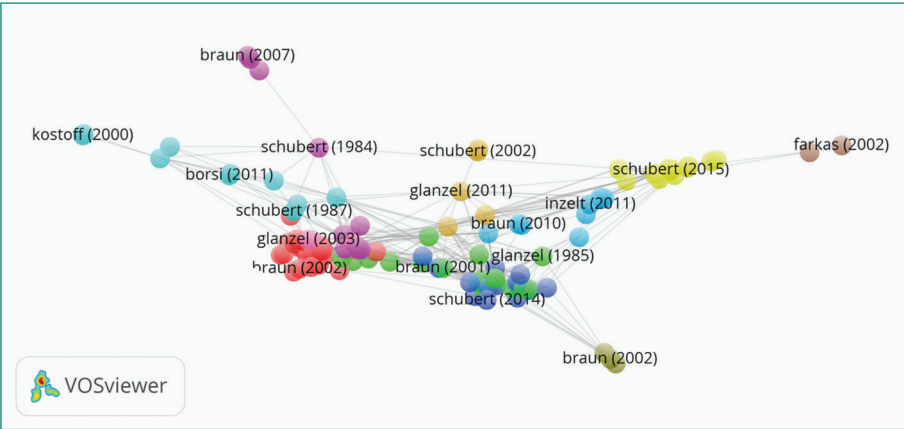 braun (2007)
kostoff (2000)
schubert (1984)
schubert (2002)
farkas (2002)
borsi (2011)
schubert (2015)
glanzel (2011)
inzelt (2011)
schubert (1987)
braun (2010)
glanzel (2003)
glanzel (1985)
braun (2002)
braun (2001)
schubert (2014)
braun (2002)
VOSviewer